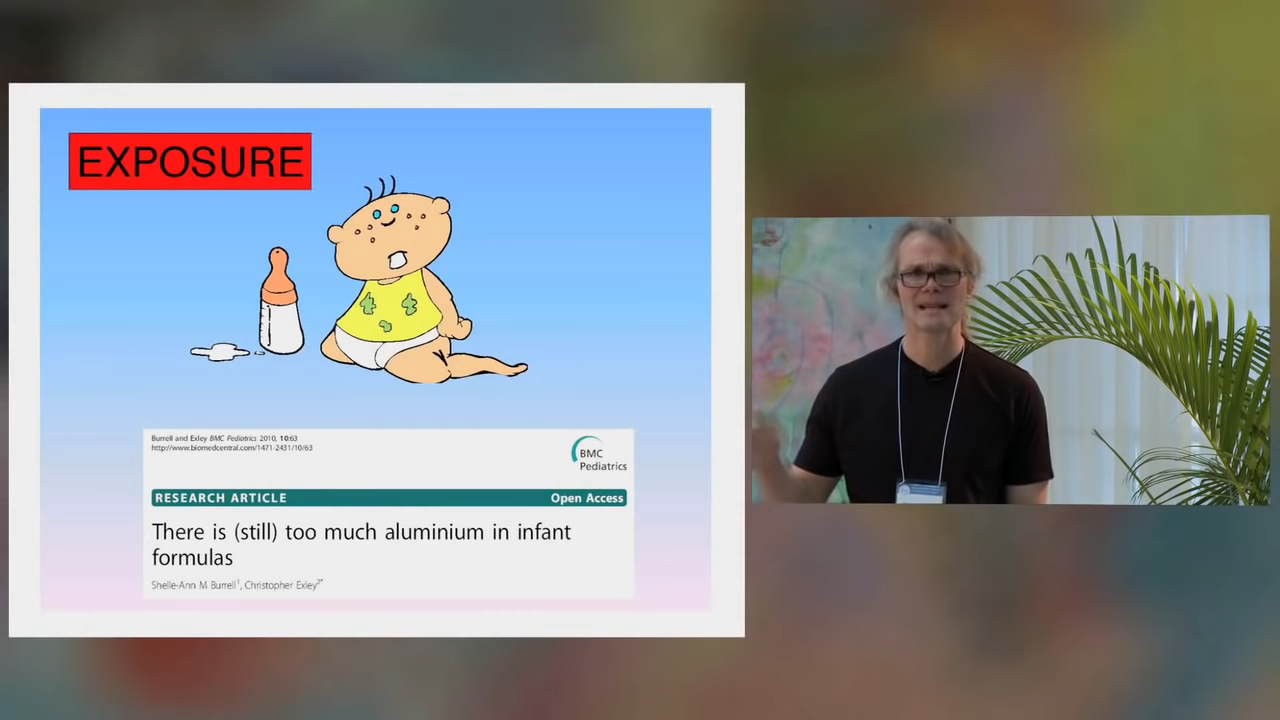 EXPOSURE
Burrell and Exley BMC Pediatrics 2010, 10:63
http://www.biomedcentral.com/1471-2431/10/63
BMC
Pediatrics
RESEARCH ARTICLE
Open Access
There is (still) too much aluminium in infant
formulas
Shelle-Ann M Burrell1, Christopher Exley2*